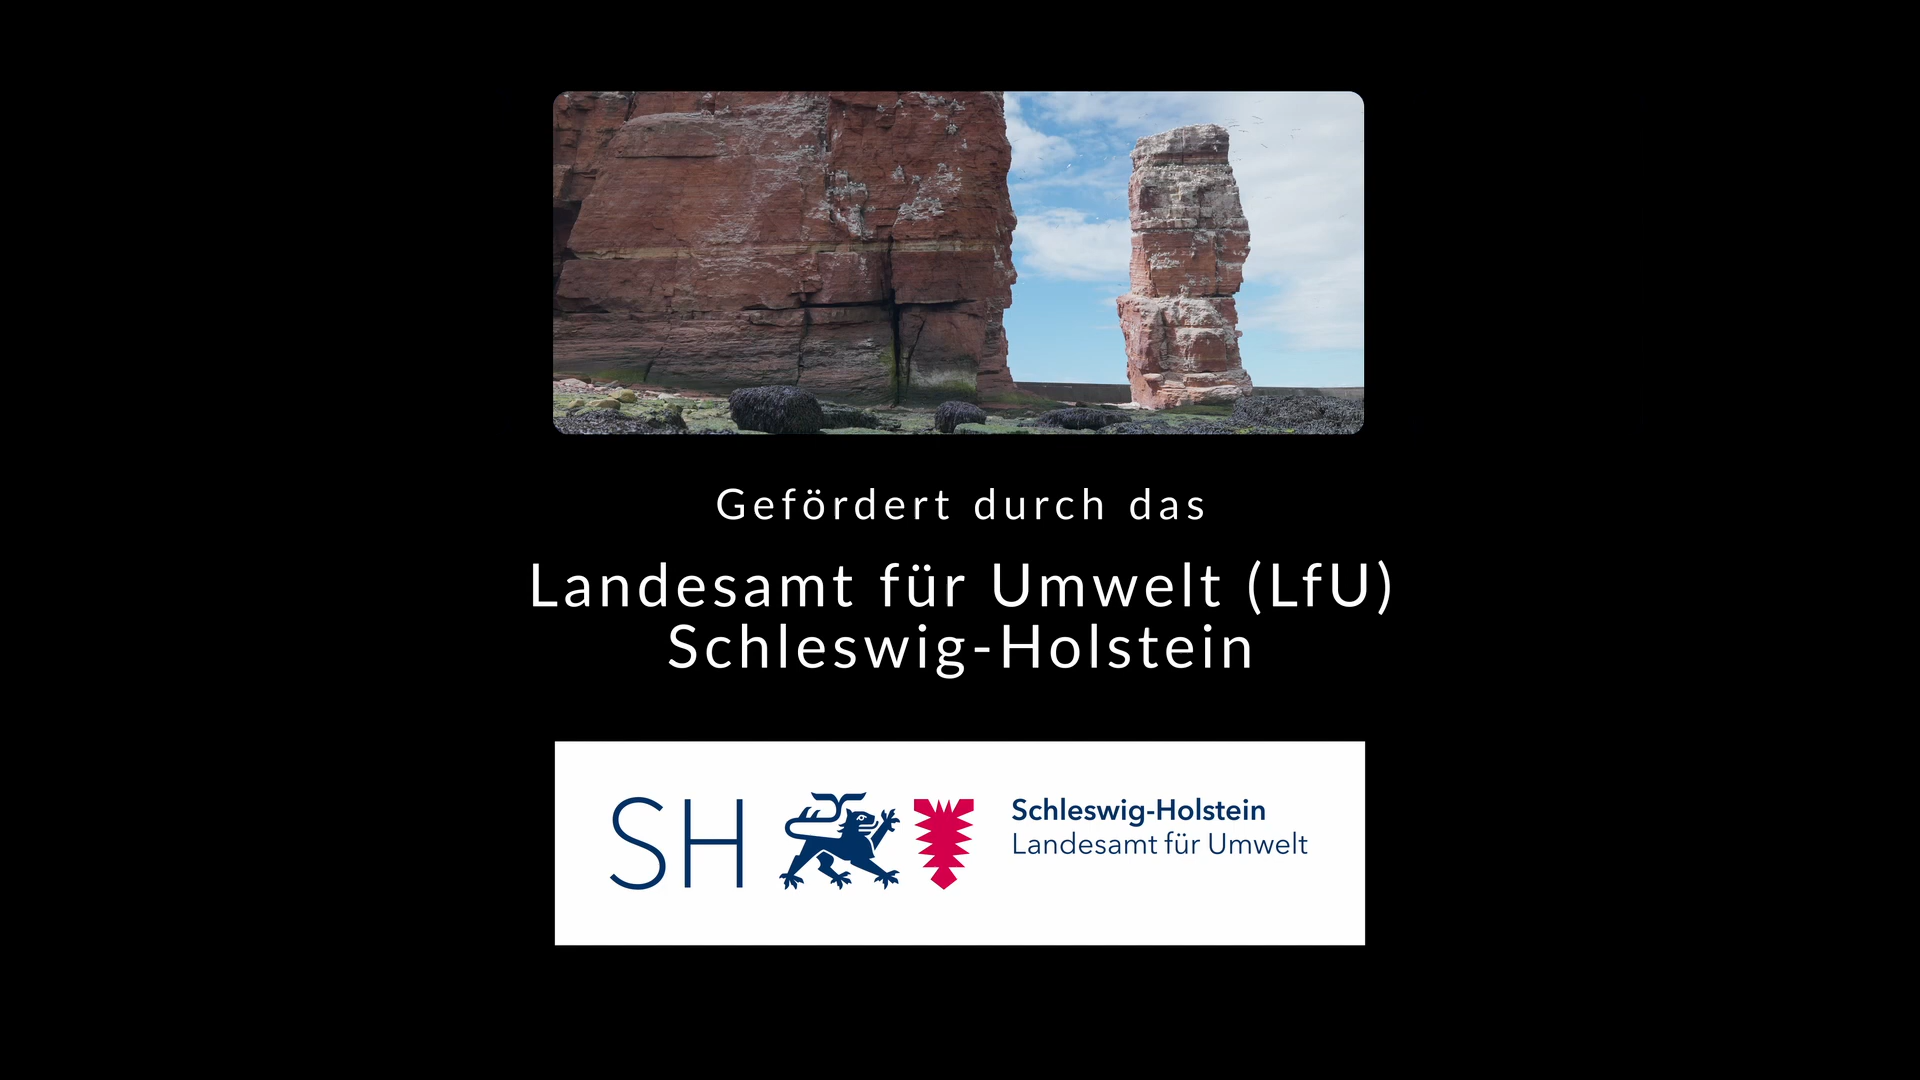 Gefördert durch das
Landesamt für Umwelt (LfU)
Schleswig-Holstein
SH
Schleswig-Holstein
Landesamt für Umwelt